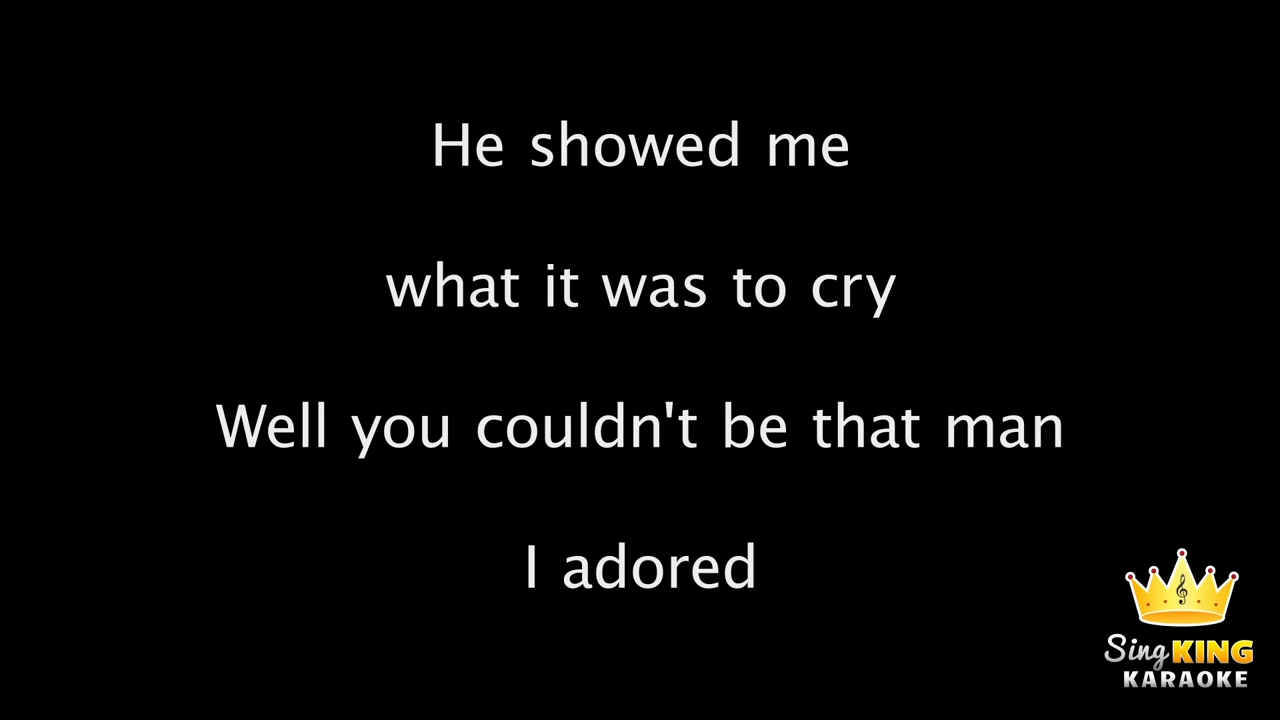 He showed me
what it was to cry
Well you couldn't be that man
I adored
Sing KING
KARAOKE